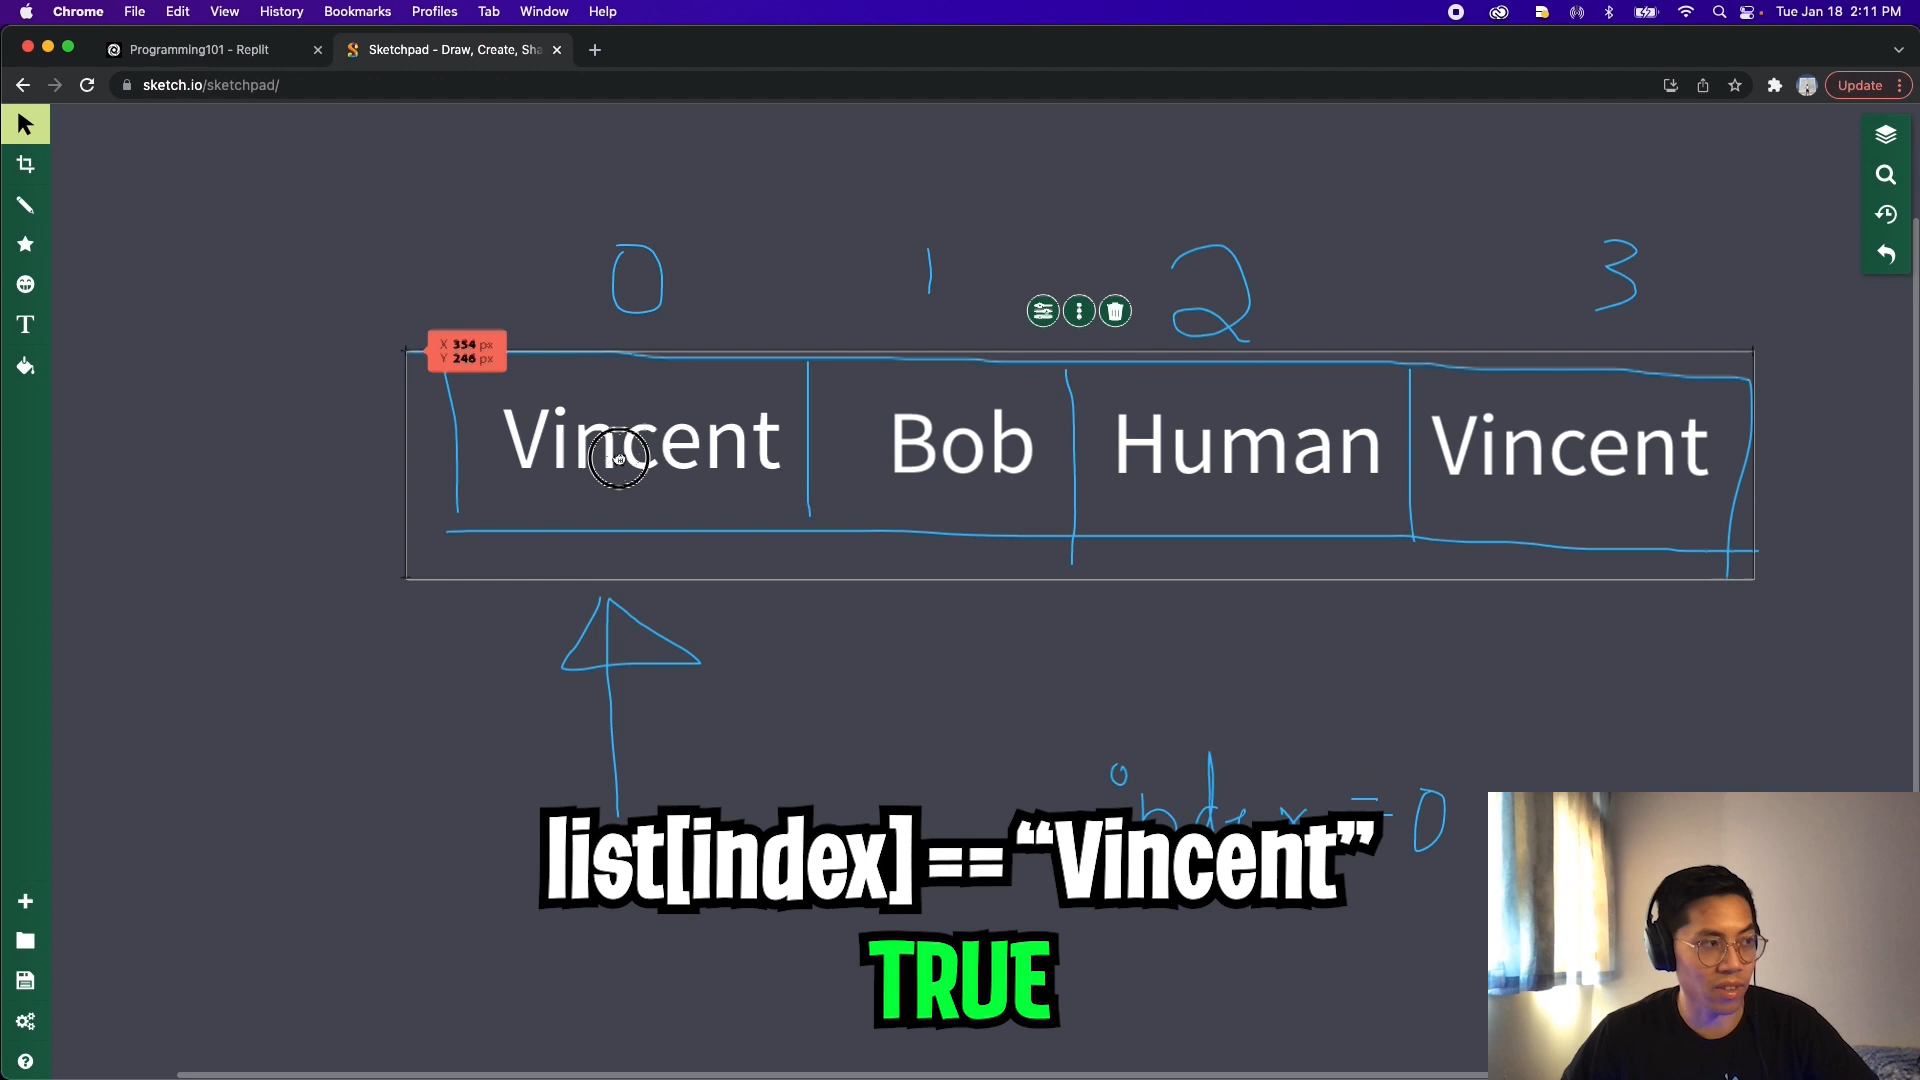 Chrome File Edit View History Bookmarks Profiles Tab Window Help Tue Jan 18 2:11 PM
Programming101 - Replit Sketchpad - Draw, Create, Sha
sketch.io/sketchpad/ Update
0 1 2 3
X 354 px
Y 246 px
Vincent Bob Human Vincent
index = 0
list[index] == “Vincent”
TRUE